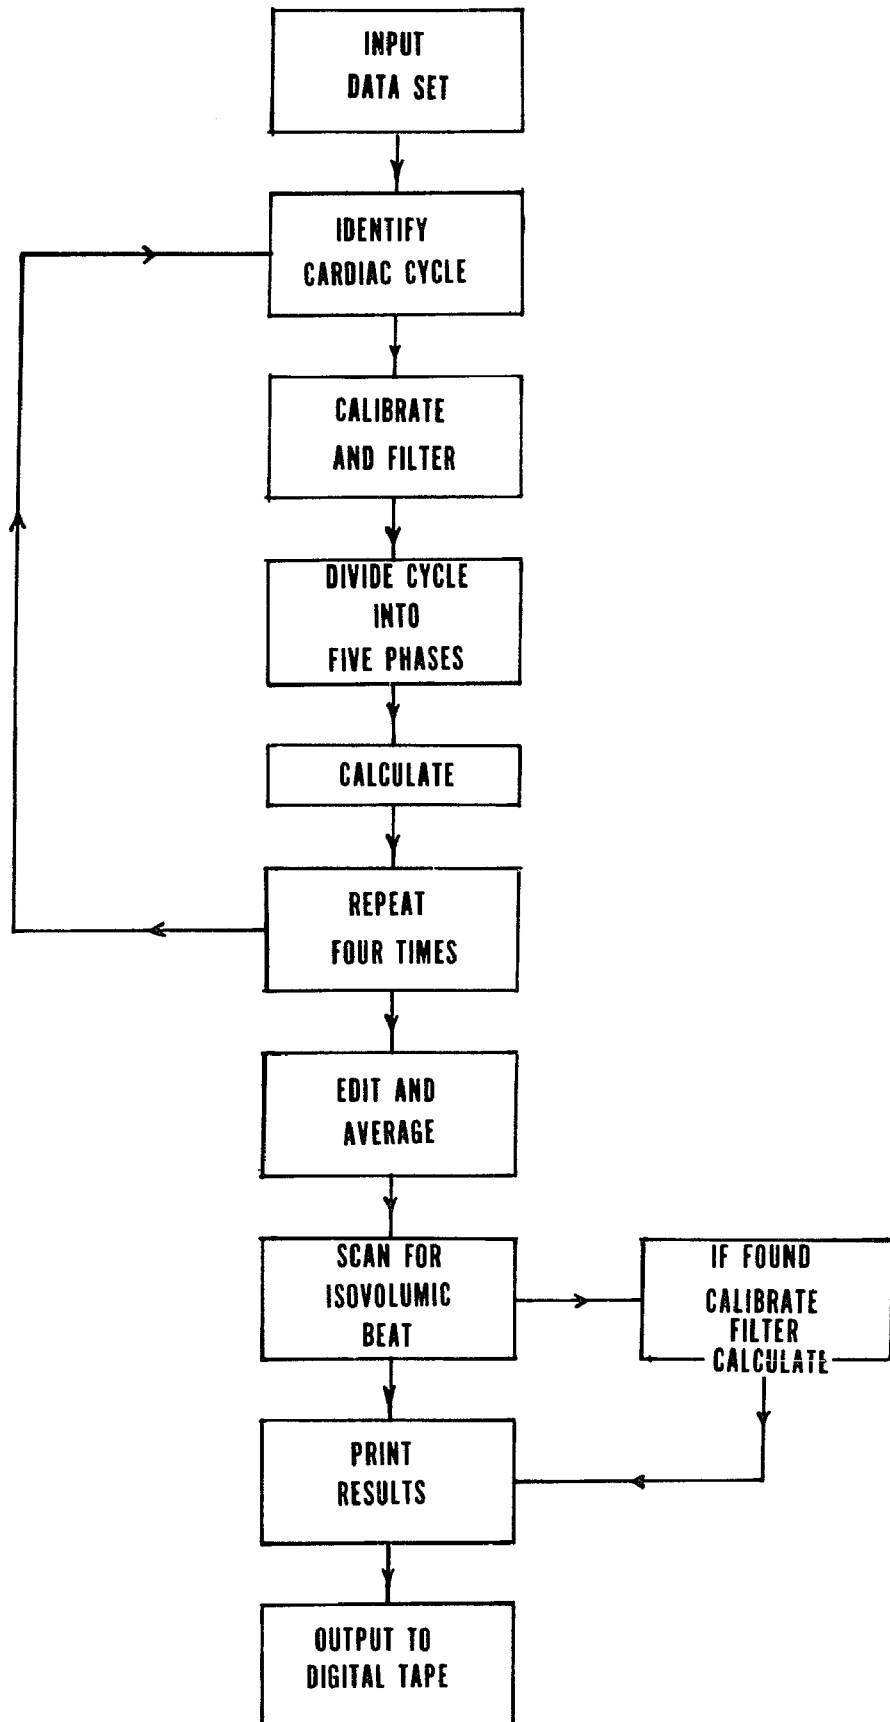 INPUT
DATA SET
IDENTIFY
CARDIAC CYCLE
CALIBRATE
AND FILTER
DIVIDE CYCLE
INTO
FIVE PHASES
CALCULATE
REPEAT
FOUR TIMES
EDIT AND
AVERAGE
SCAN FOR
ISOVOLUMIC
BEAT
IF FOUND
CALIBRATE
FILTER
CALCULATE
PRINT
RESULTS
OUTPUT TO
DIGITAL TAPE